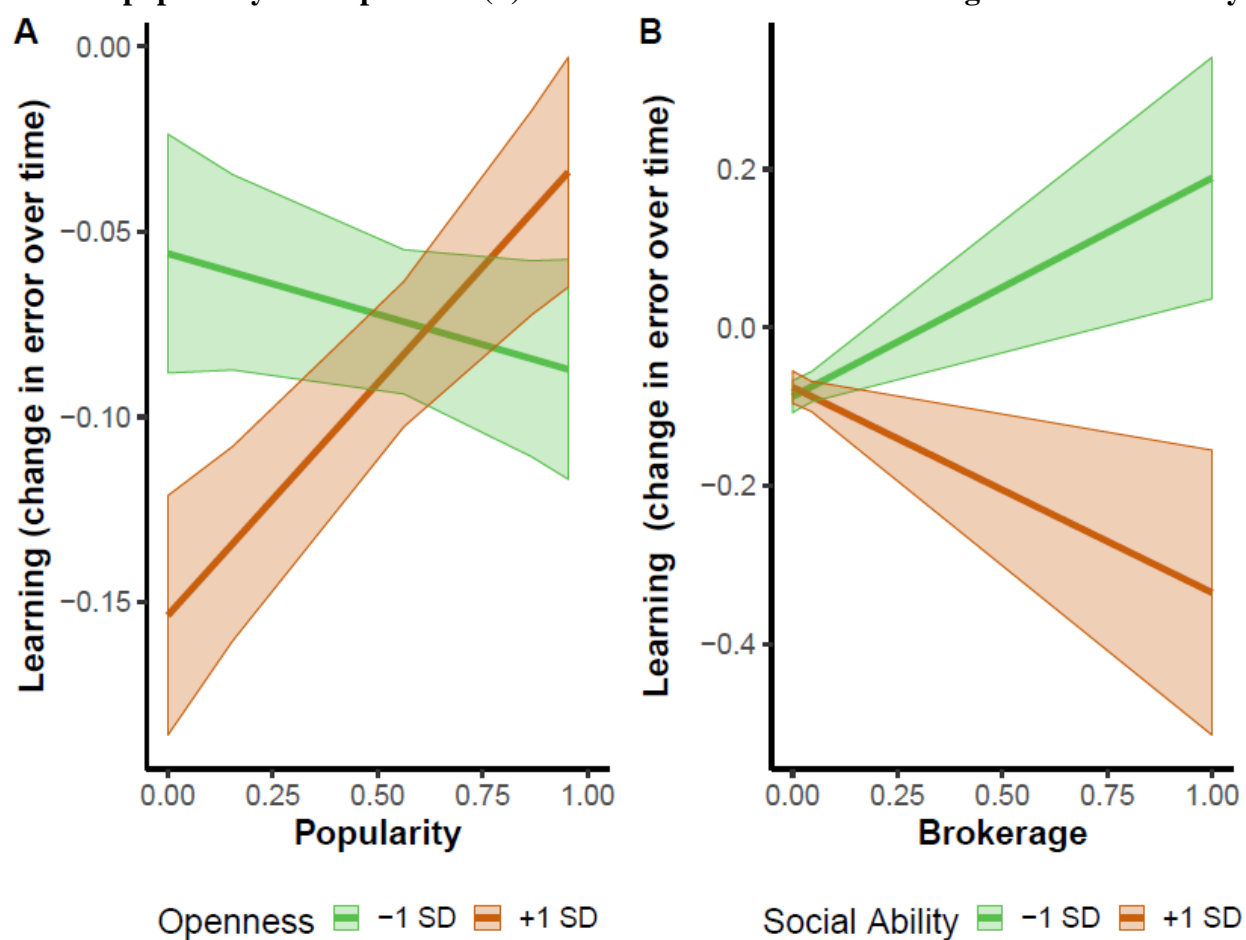 A
B
Learning (change in error over time)
0.00
−0.05
−0.10
−0.15
0.00 0.25 0.50 0.75 1.00
Popularity
Openness −1 SD +1 SD
Learning (change in error over time)
0.2
0.0
−0.2
−0.4
0.00 0.25 0.50 0.75 1.00
Brokerage
Social Ability −1 SD +1 SD